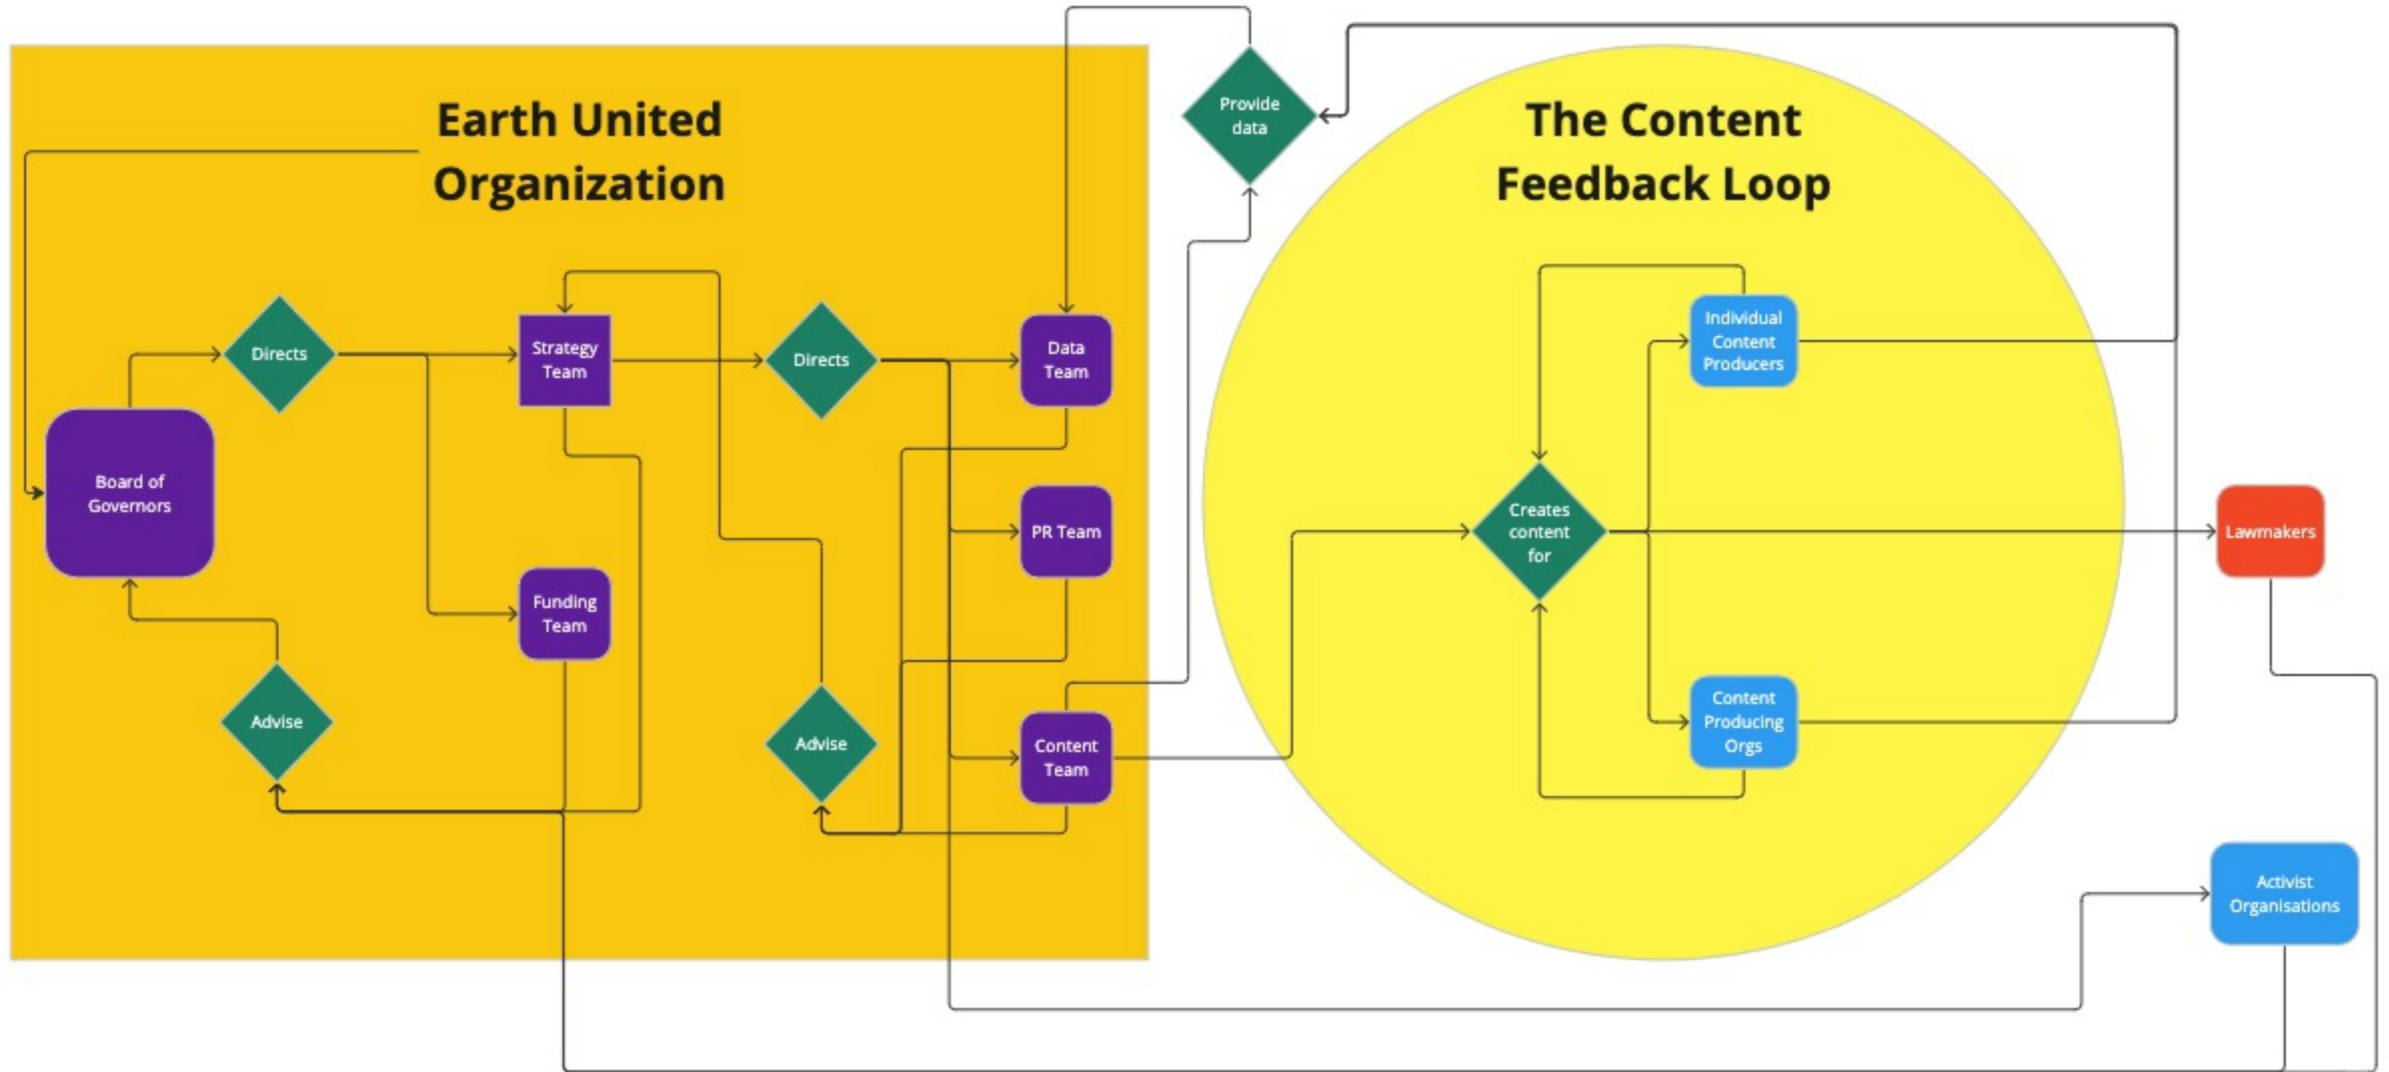 Earth United
Organization
Provide
data
The Content
Feedback Loop
Directs
Strategy
Team
Directs
Data
Team
Individual
Content
Producers
Board of
Governors
PR Team
Creates
content
for
Lawmakers
Funding
Team
Advise
Advise
Content
Team
Content
Producing
Orgs
Activist
Organisations